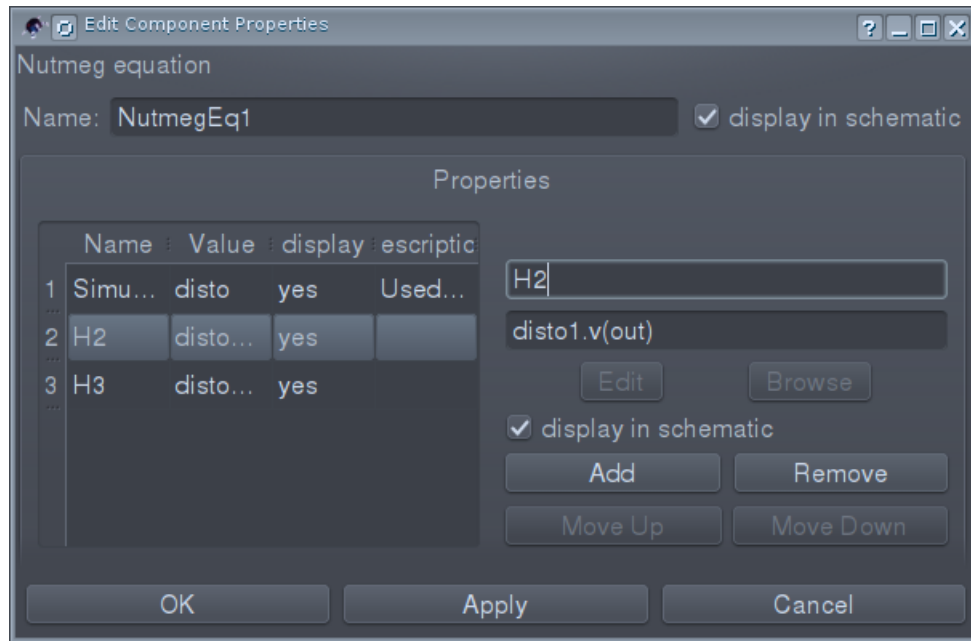 Edit Component Properties
?
Nutmeg equation
Name: NutmegEq1 display in schematic
Properties
Name Value display escriptic
1 Simu... disto yes Used...
2 H2 disto... yes
3 H3 disto... yes
H2
disto1.v(out)
Edit Browse
display in schematic
Add Remove
Move Up Move Down
OK Apply Cancel